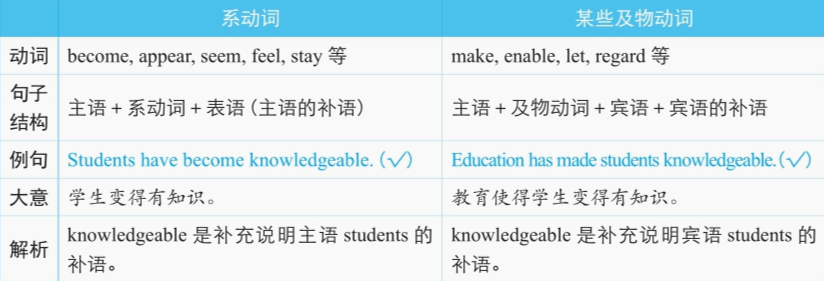 系动词 某些及物动词
动词 become, appear, seem, feel, stay 等 make, enable, let, regard 等
句子结构 主语 + 系动词 + 表语 (主语的补语) 主语 + 及物动词 + 宾语 + 宾语的补语
例句 Students have become knowledgeable. (√) Education has made students knowledgeable. (√)
大意 学生变得有知识。 教育使得学生变得有知识。
解析 knowledgeable 是补充说明主语 students 的补语。 knowledgeable 是补充说明宾语 students 的补语。